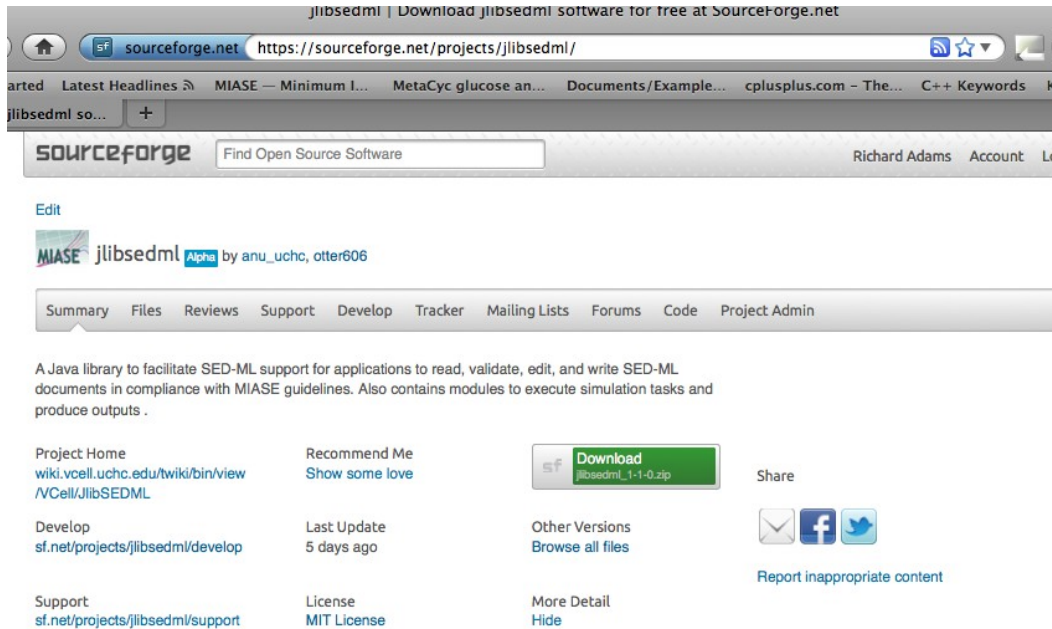 jlibsedml | Download jlibsedml software for free at SourceForge.net
sf sourceforge.net https://sourceforge.net/projects/jlibsedml/
arted Latest Headlines MIASE — Minimum I... MetaCyc glucose an... Documents/Example... cplusplus.com – The... C++ Keywords
jlibsedml so... +
sourceforge Find Open Source Software Richard Adams Account
Edit
MIASE jlibsedml Alpha by anu_uchc, otter606
Summary Files Reviews Support Develop Tracker Mailing Lists Forums Code Project Admin
A Java library to facilitate SED-ML support for applications to read, validate, edit, and write SED-ML
documents in compliance with MIASE guidelines. Also contains modules to execute simulation tasks and
produce outputs .
Project Home
wiki.vcell.uchc.edu/twiki/bin/view
/VCell/JlibSEDML
Recommend Me
Show some love
sf Download
jlibsedml_1-1-0.zip
Share
Develop
sf.net/projects/jlibsedml/develop
Last Update
5 days ago
Other Versions
Browse all files
f
Report inappropriate content
Support
sf.net/projects/jlibsedml/support
License
MIT License
More Detail
Hide